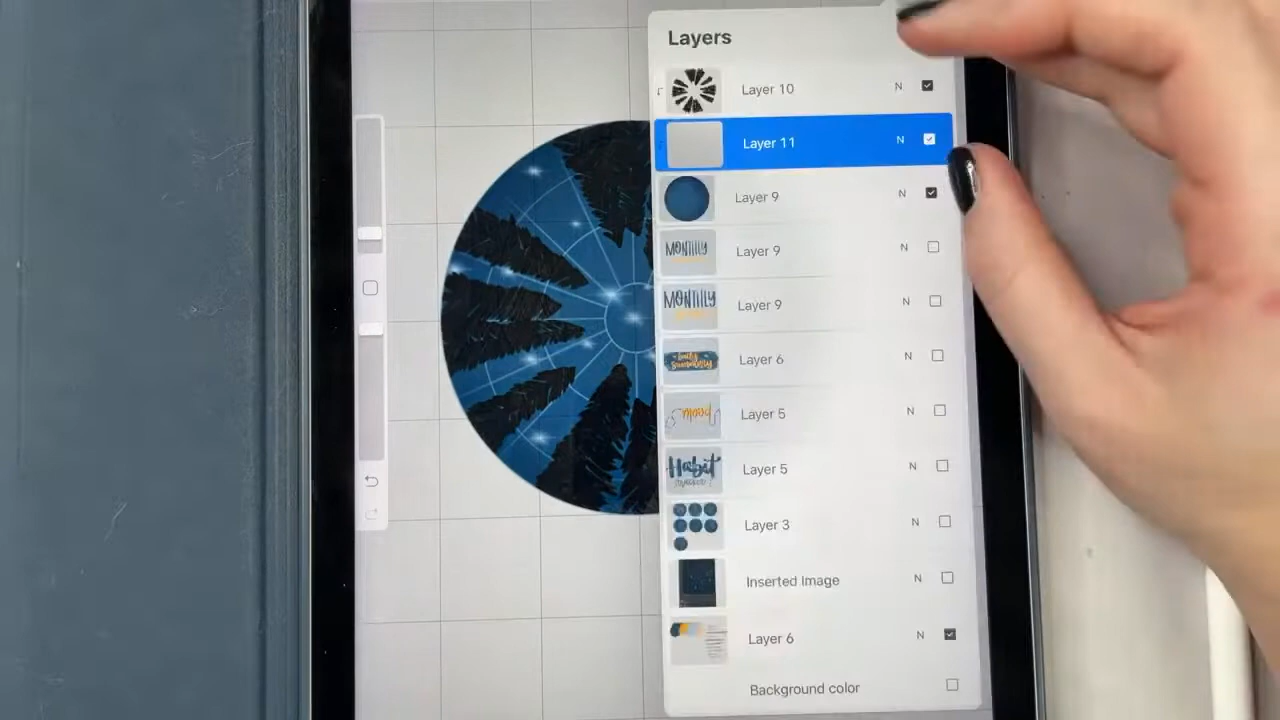 Layers
Layer 10 N
Layer 11 N
Layer 9 N
MONTHLY
Layer 9 N
MONTHLY
Layer 9 N
Layer 6 N
Layer 5 N
Habit
Layer 5 N
Layer 3 N
Inserted Image N
Layer 6 N
Background color